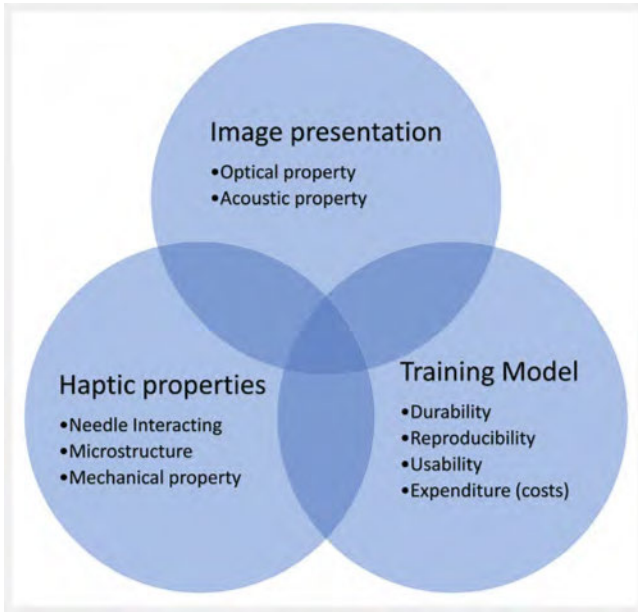 Image presentation
•Optical property
•Acoustic property
Haptic properties
•Needle Interacting
•Microstructure
•Mechanical property
Training Model
•Durability
•Reproducibility
•Usability
•Expenditure (costs)